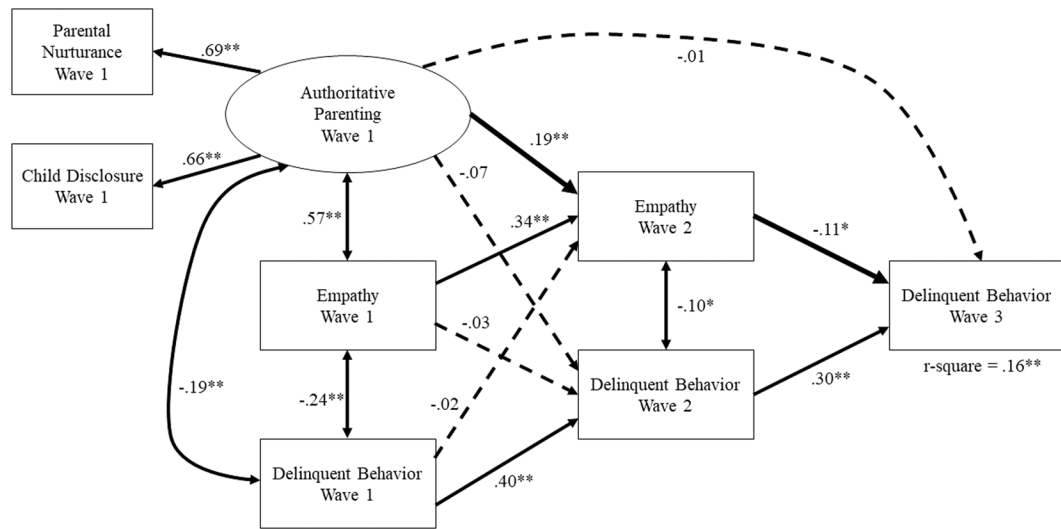 Parental
Nurturance
Wave 1
.69**
Authoritative
Parenting
Wave 1
-.01
Child Disclosure
Wave 1
.66**
.19**
-.07
.57**
.34**
Empathy
Wave 2
-.11*
Empathy
Wave 1
-.03
-.10*
Delinquent Behavior
Wave 3
r-square = .16**
-.19**
-.24**
-.02
Delinquent Behavior
Wave 2
.30**
Delinquent Behavior
Wave 1
.40**